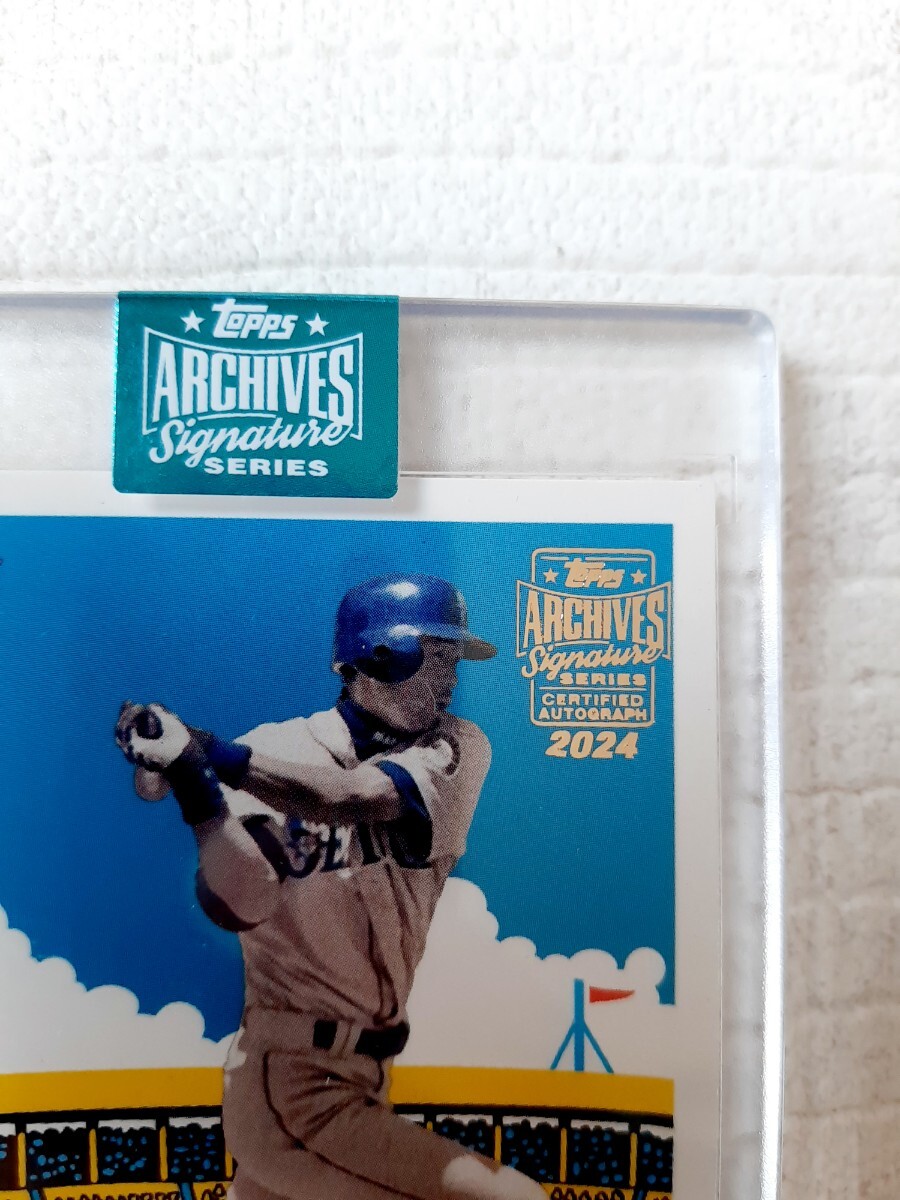 Topps
ARCHIVES
Signature
SERIES
Topps
ARCHIVES
Signature
SERIES
CERTIFIED
AUTOGRAPH
2024